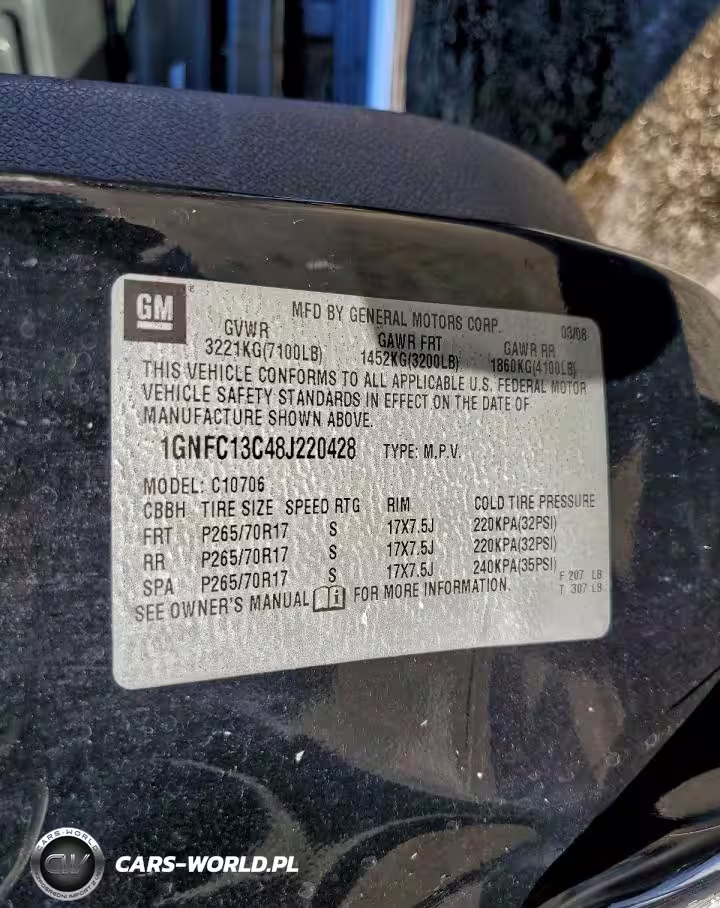 GM
MFD BY GENERAL MOTORS CORP. 03/08
GVWR GAWR FRT GAWR RR
3221KG(7100LB) 1452KG(3200LB) 1860KG(4100LB)
THIS VEHICLE CONFORMS TO ALL APPLICABLE U.S. FEDERAL MOTOR
VEHICLE SAFETY STANDARDS IN EFFECT ON THE DATE OF
MANUFACTURE SHOWN ABOVE.
1GNFC13C48J220428 TYPE: M.P.V.
MODEL: C10706
CBBH TIRE SIZE SPEED RTG RIM COLD TIRE PRESSURE
FRT P265/70R17 S 17X7.5J 220KPA(32PSI)
RR P265/70R17 S 17X7.5J 220KPA(32PSI)
SPA P265/70R17 S 17X7.5J 240KPA(35PSI)
F 207 LB
T 307 LB
SEE OWNER'S MANUAL i FOR MORE INFORMATION.
CARS-WORLD
CW
CARS-WORLD.PL